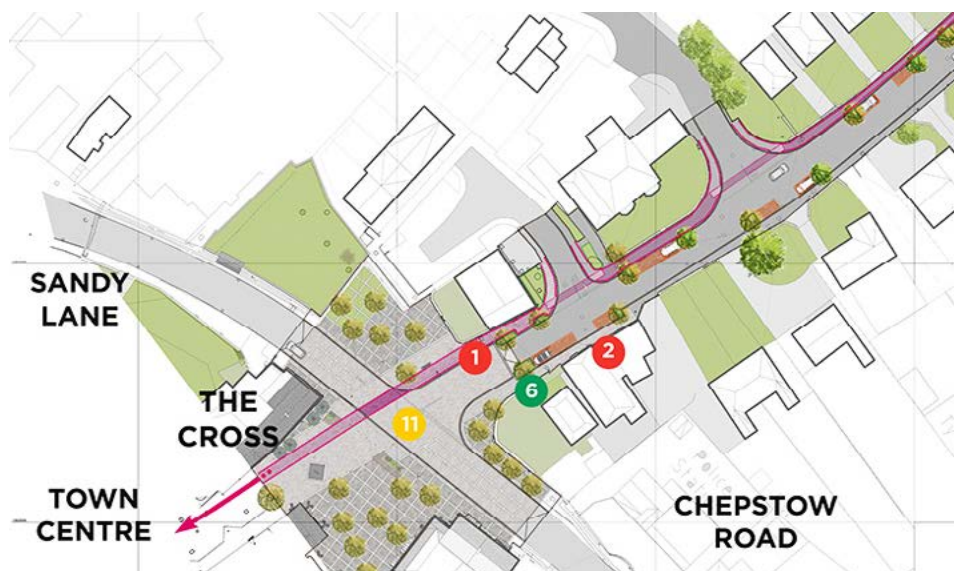 SANDY
LANE
THE
CROSS
TOWN
CENTRE
1
2
6
11
CHEPSTOW
ROAD